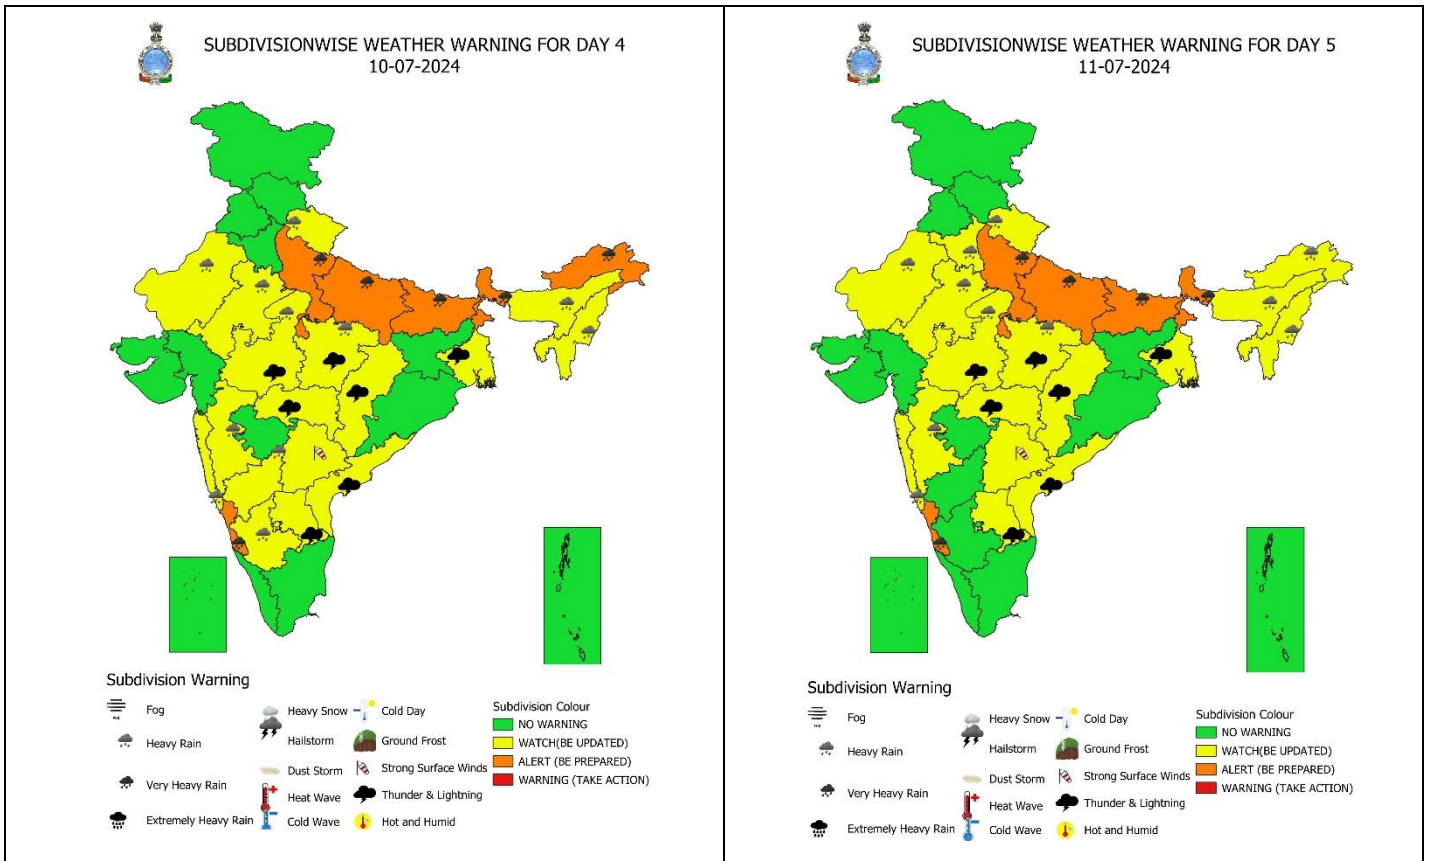 SUBDIVISIONWISE WEATHER WARNING FOR DAY 4
10-07-2024
Subdivision Warning
Fog
Heavy Rain
Very Heavy Rain
Extremely Heavy Rain
Heavy Snow
Hailstorm
Dust Storm
Heat Wave
Cold Wave
Cold Day
Ground Frost
Strong Surface Winds
Thunder & Lightning
Hot and Humid
Subdivision Colour
NO WARNING
WATCH(BE UPDATED)
ALERT (BE PREPARED)
WARNING (TAKE ACTION)
SUBDIVISIONWISE WEATHER WARNING FOR DAY 5
11-07-2024
Subdivision Warning
Fog
Heavy Rain
Very Heavy Rain
Extremely Heavy Rain
Heavy Snow
Hailstorm
Dust Storm
Heat Wave
Cold Wave
Cold Day
Ground Frost
Strong Surface Winds
Thunder & Lightning
Hot and Humid
Subdivision Colour
NO WARNING
WATCH(BE UPDATED)
ALERT (BE PREPARED)
WARNING (TAKE ACTION)